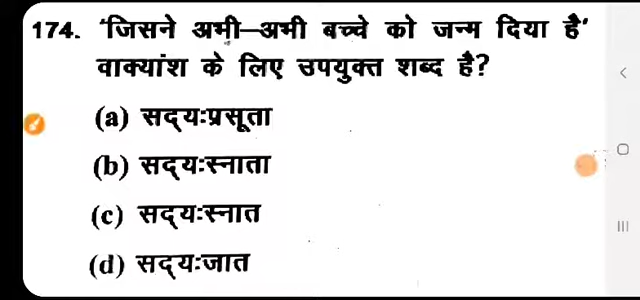 174. ‘जिसने अभी–अभी बच्चे को जन्म दिया है’
वाक्यांश के लिए उपयुक्त शब्द है?
(a) सद्यःप्रसूता
(b) सद्यःस्नाता
(c) सद्यःस्नात
(d) सद्यःजात